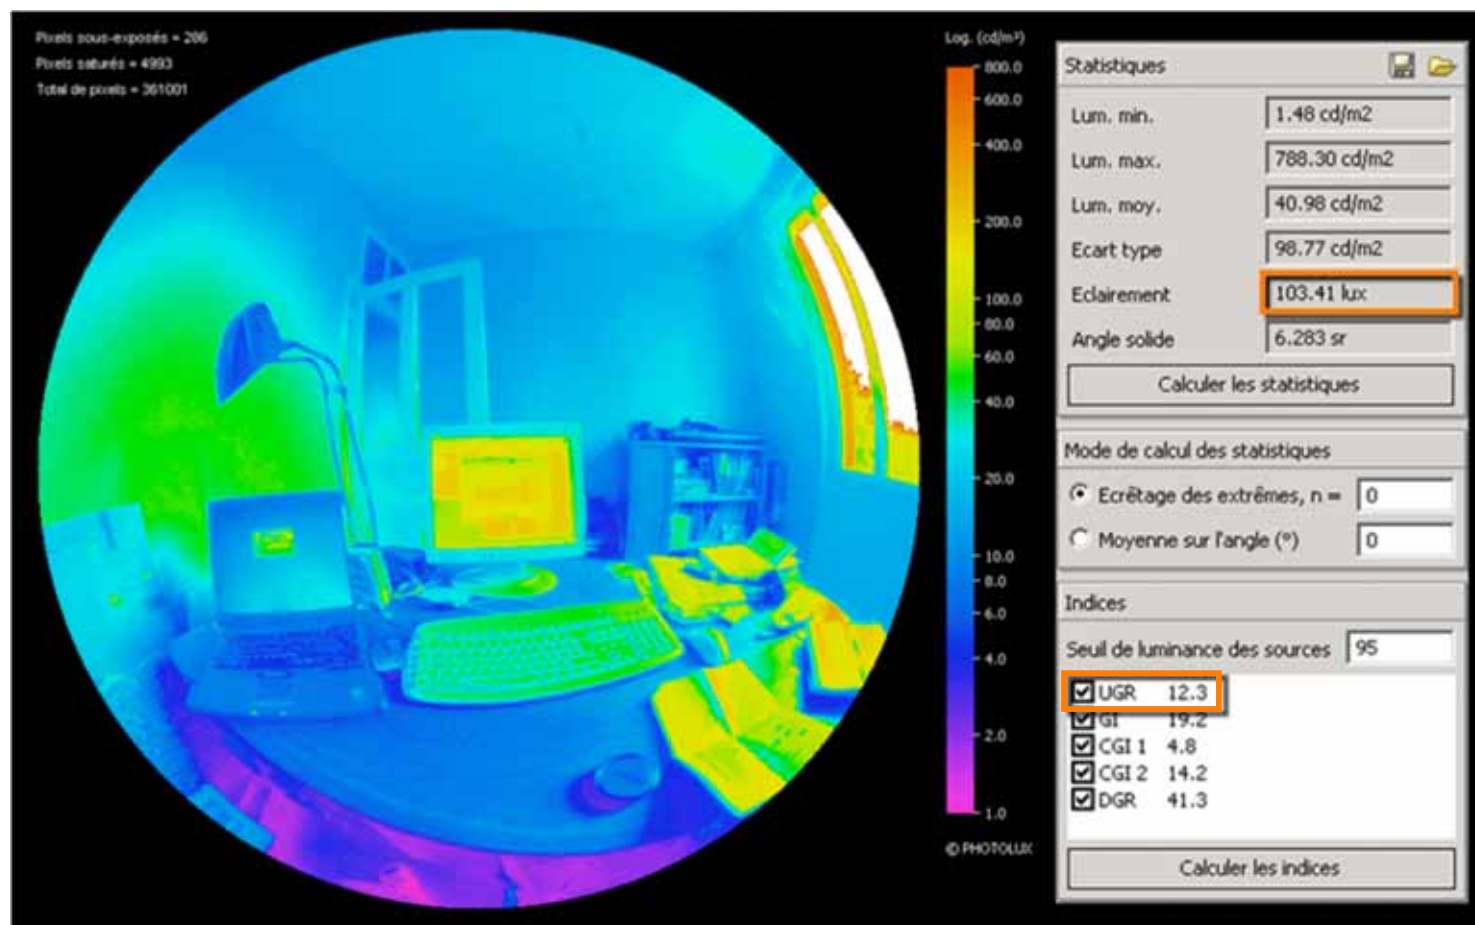 Pixels sous-exposés = 286
Pixels saturés = 4993
Total de pixels = 361001
Log. (cd/m²)
800.0
600.0
400.0
200.0
100.0
80.0
60.0
40.0
20.0
10.0
8.0
6.0
4.0
2.0
1.0
© PHOTOLUX
Statistiques
Lum. min. 1.48 cd/m2
Lum. max. 788.30 cd/m2
Lum. moy. 40.98 cd/m2
Ecart type 98.77 cd/m2
Eclairement 103.41 lux
Angle solide 6.283 sr
Calculer les statistiques
Mode de calcul des statistiques
Ecrêtage des extrêmes, n = 0
Moyenne sur l'angle (°) 0
Indices
Seuil de luminance des sources 95
UGR 12.3
GI 19.2
CGI 1 4.8
CGI 2 14.2
DGR 41.3
Calculer les indices